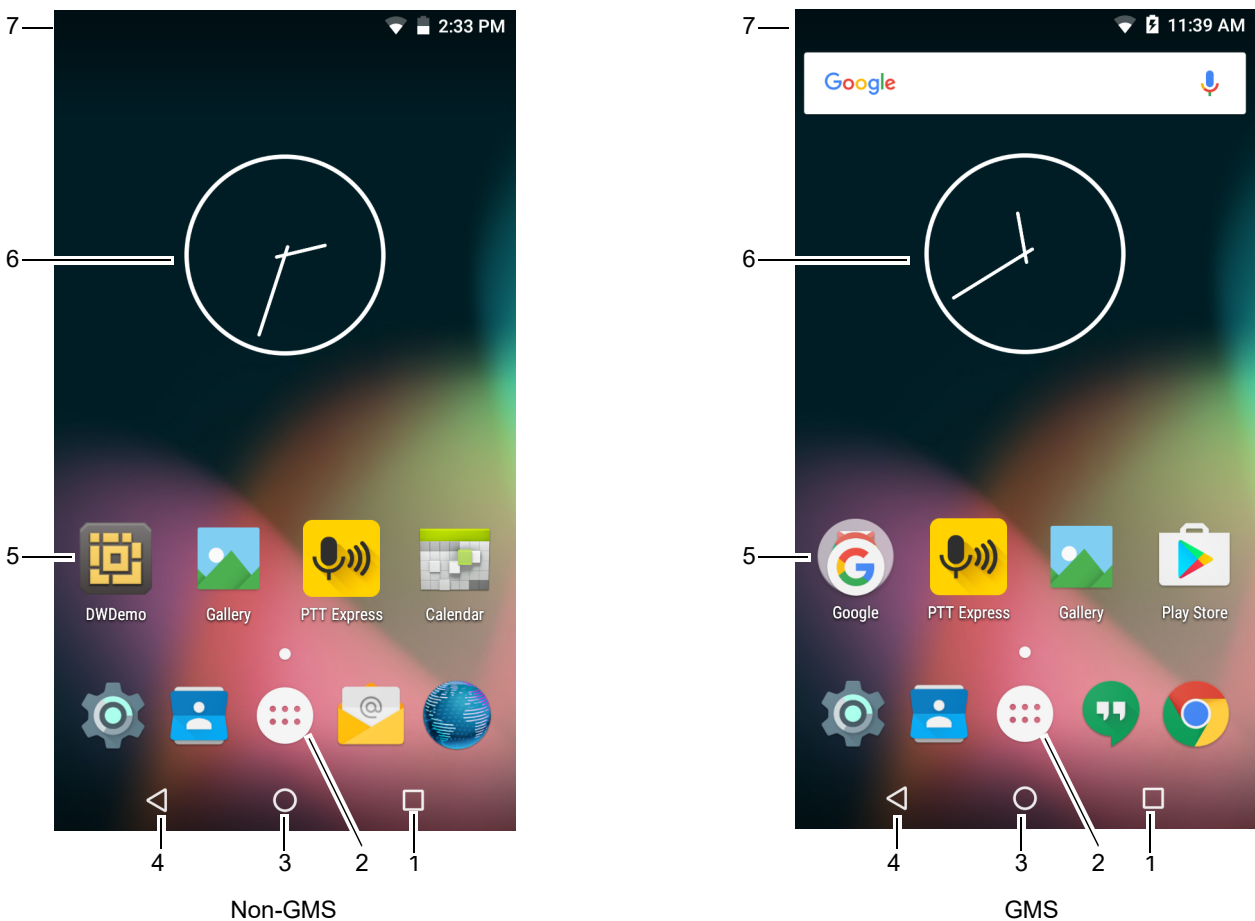 7
2:33 PM
6
5
DWDemo
Gallery
PTT Express
Calendar
@
4
3
2
1
Non-GMS
7
11:39 AM
Google
6
5
G
Google
PTT Express
Gallery
Play Store
4
3
2
1
GMS